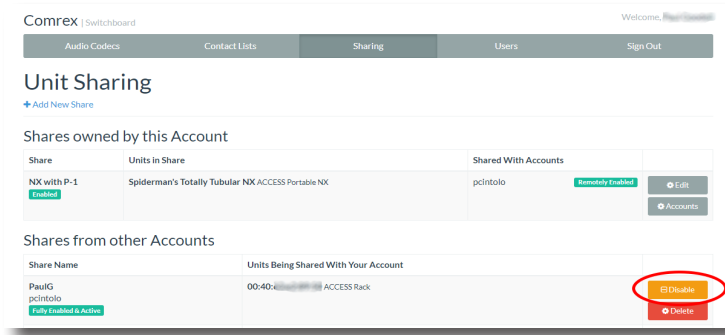 Comrex | Switchboard
Welcome,
Audio Codecs Contact Lists Sharing Users Sign Out
Unit Sharing
+ Add New Share
Shares owned by this Account
Share Units in Share Shared With Accounts
NX with P-1 Spiderman's Totally Tubular NX ACCESS Portable NX pcintolo Remotely Enabled Edit
Enabled
Accounts
Shares from other Accounts
Share Name Units Being Shared With Your Account
PaulG 00:40: ACCESS Rack Disable
pcintolo
Fully Enabled & Active Delete